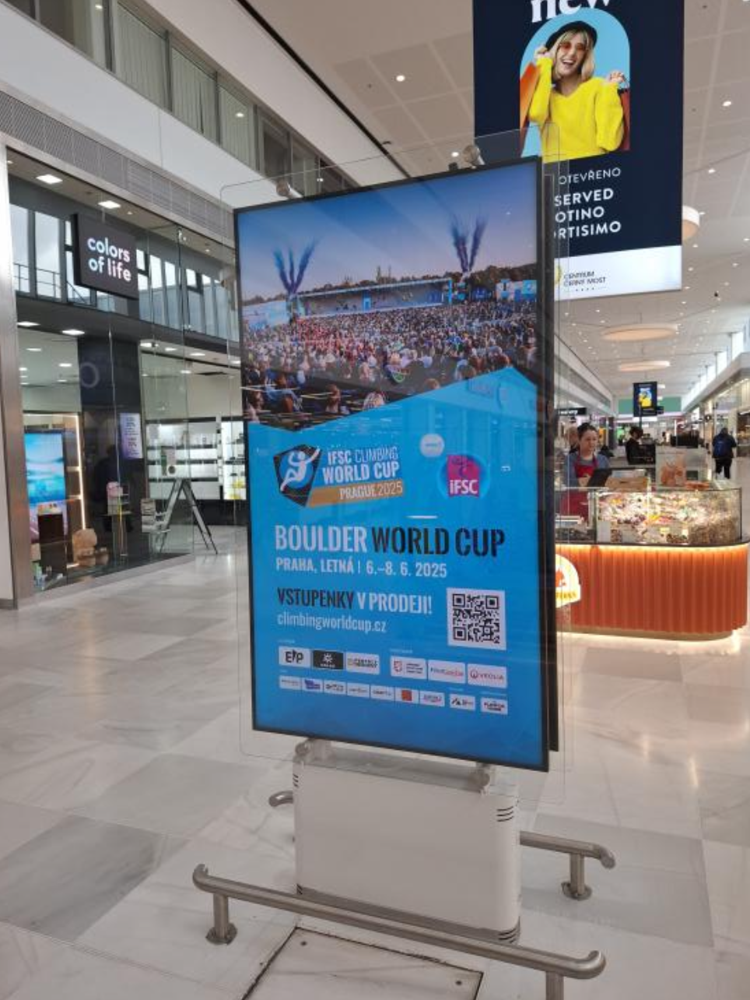 new
OTEVŘENO
SERVED
OTINO
ORTISIMO
CENTRUM
ČERNÝ MOST
colors
of life
IFSC CLIMBING
WORLD CUP
PRAGUE 2025
IFSC
BOULDER WORLD CUP
PRAHA, LETNÁ | 6.–8. 6. 2025
VSTUPENKY V PRODEJI!
climbingworldcup.cz
EP
VEOLIA